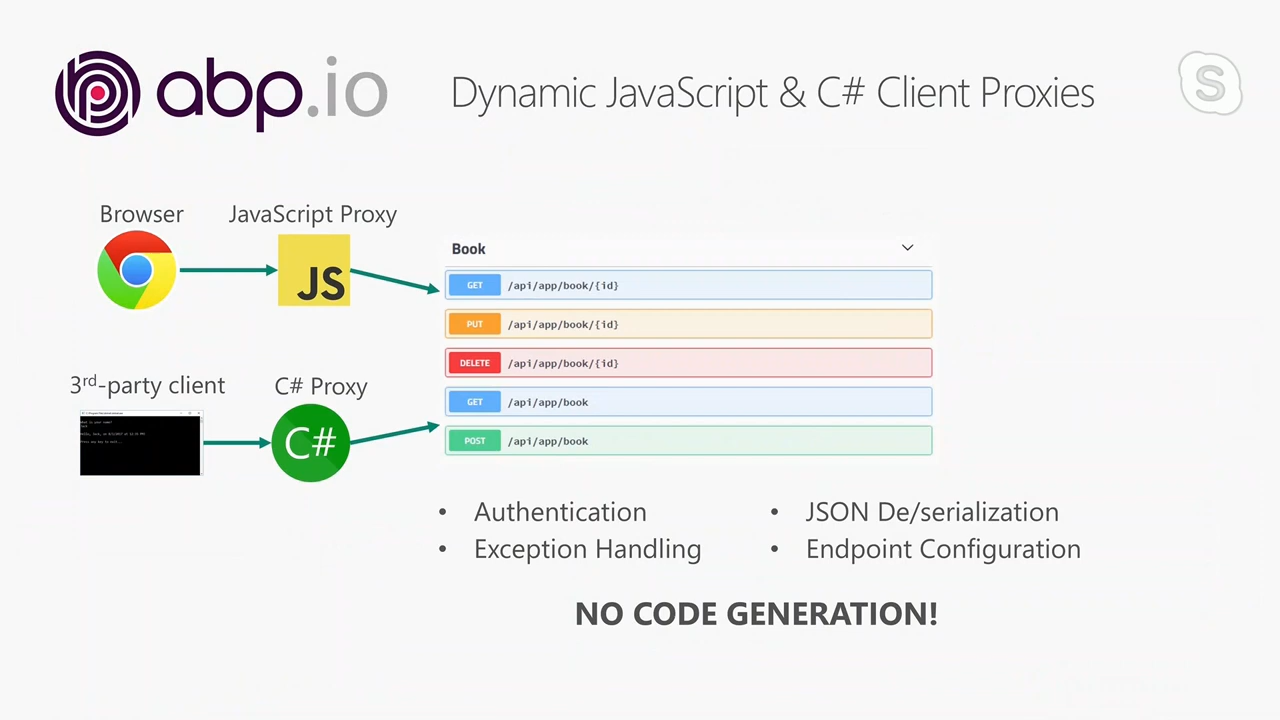 abp.io
Dynamic JavaScript & C# Client Proxies
S
Browser
JavaScript Proxy
JS
Book
GET /api/app/book/{id}
PUT /api/app/book/{id}
DELETE /api/app/book/{id}
GET /api/app/book
POST /api/app/book
3rd-party client
C# Proxy
C#
• Authentication
• Exception Handling
• JSON De/serialization
• Endpoint Configuration
NO CODE GENERATION!